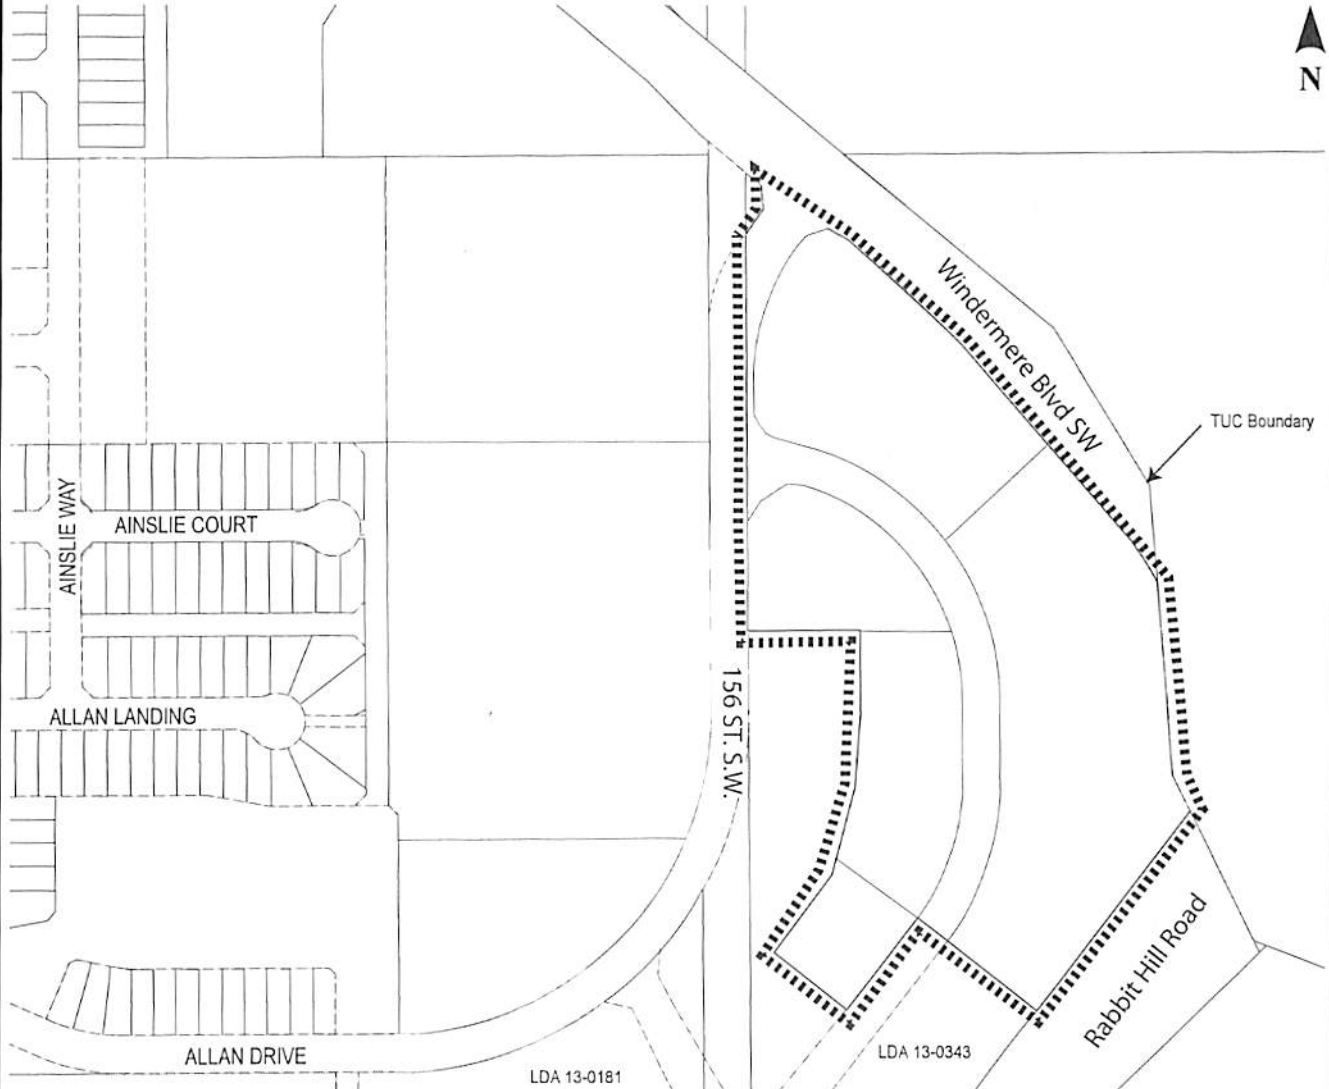 N
Windermere Blvd SW
TUC Boundary
AINSLIE WAY
AINSLIE COURT
156 ST. S.W.
ALLAN LANDING
Rabbit Hill Road
ALLAN DRIVE
LDA 13-0343
LDA 13-0181